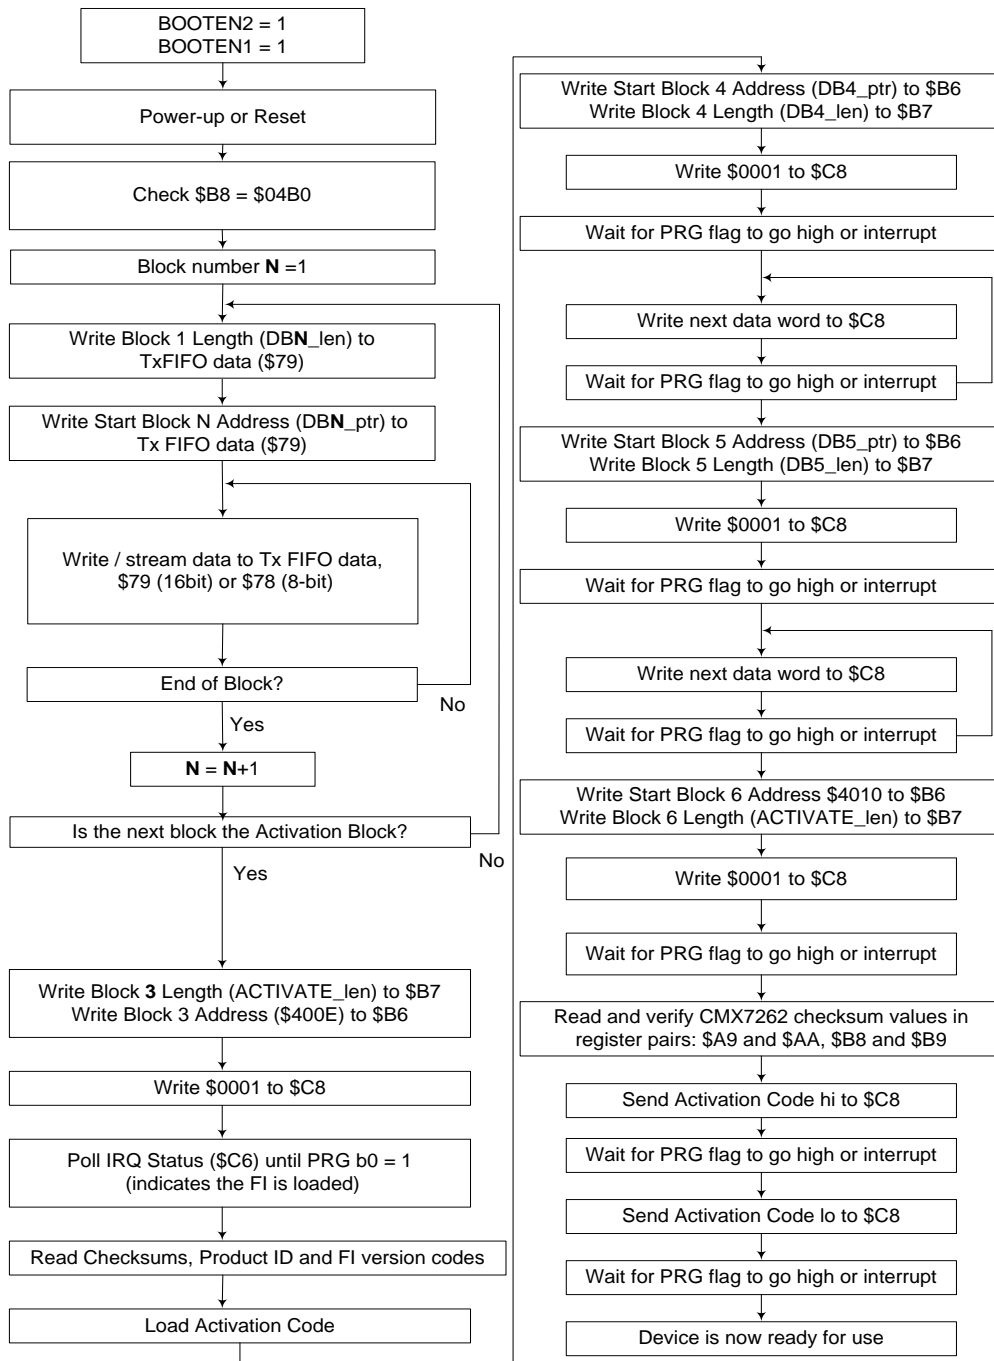 BOOTEN2 = 1
BOOTEN1 = 1
Power-up or Reset
Check $B8 = $04B0
Block number N =1
Write Block 1 Length (DBN_len) to
TxFIFO data ($79)
Write Start Block N Address (DBN_ptr) to
Tx FIFO data ($79)
Write / stream data to Tx FIFO data,
$79 (16bit) or $78 (8-bit)
End of Block?
No
Yes
N = N+1
Is the next block the Activation Block?
No
Yes
Write Block 3 Length (ACTIVATE_len) to $B7
Write Block 3 Address ($400E) to $B6
Write $0001 to $C8
Poll IRQ Status ($C6) until PRG b0 = 1
(indicates the FI is loaded)
Read Checksums, Product ID and FI version codes
Load Activation Code
Write Start Block 4 Address (DB4_ptr) to $B6
Write Block 4 Length (DB4_len) to $B7
Write $0001 to $C8
Wait for PRG flag to go high or interrupt
Write next data word to $C8
Wait for PRG flag to go high or interrupt
Write Start Block 5 Address (DB5_ptr) to $B6
Write Block 5 Length (DB5_len) to $B7
Write $0001 to $C8
Wait for PRG flag to go high or interrupt
Write next data word to $C8
Wait for PRG flag to go high or interrupt
Write Start Block 6 Address $4010 to $B6
Write Block 6 Length (ACTIVATE_len) to $B7
Write $0001 to $C8
Wait for PRG flag to go high or interrupt
Read and verify CMX7262 checksum values in
register pairs: $A9 and $AA, $B8 and $B9
Send Activation Code hi to $C8
Wait for PRG flag to go high or interrupt
Send Activation Code lo to $C8
Wait for PRG flag to go high or interrupt
Device is now ready for use